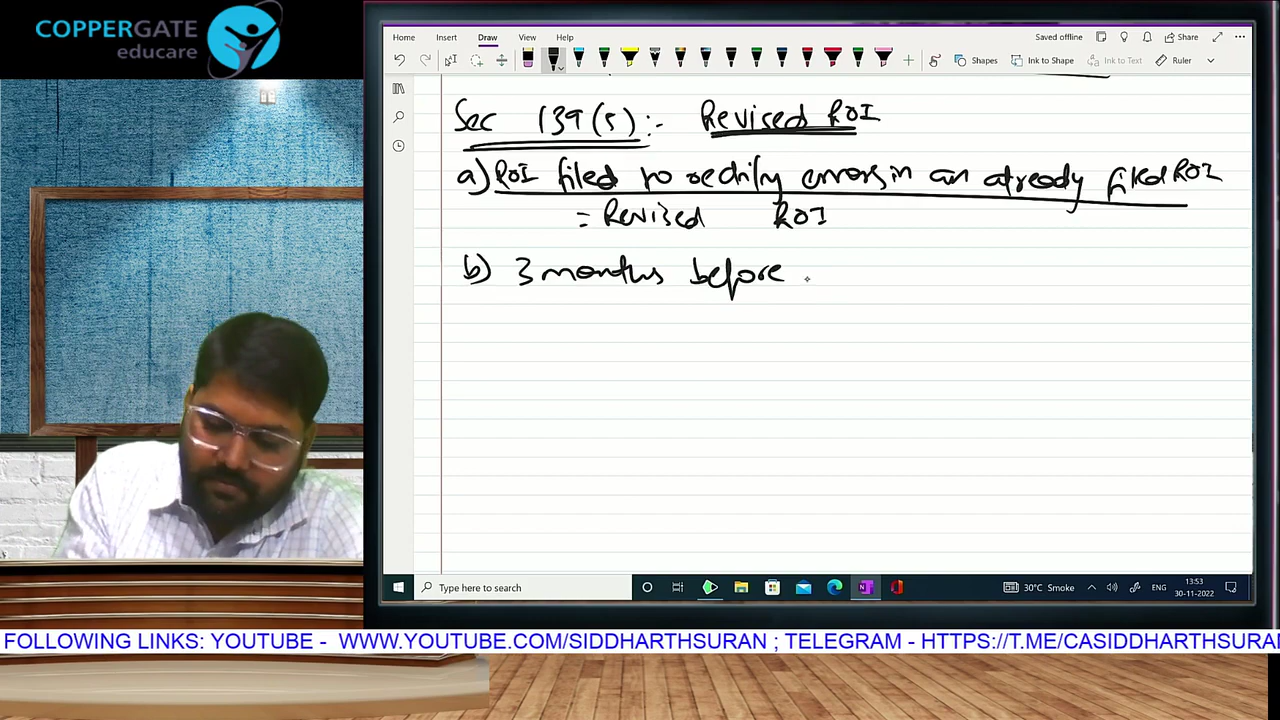 COPPERGATE
educare
Home Insert Draw View Help
Saved offline
Share
Shapes
Ink to Shape
Ink to Text
Ruler
Sec 139(5):- Revised ROI
a) ROI filed to rectify errors in an already filed ROI
= Revised ROI
b) 3 months before
Type here to search
30°C Smoke
ENG
13:53
30-11-2022
FOLLOWING LINKS: YOUTUBE - WWW.YOUTUBE.COM/SIDDHARTHSURAN ; TELEGRAM - HTTPS://T.ME/CASIDDHARTHSURA